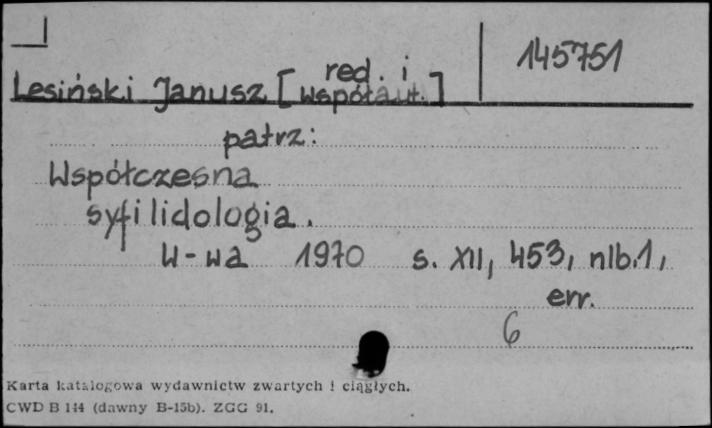 145751
Lesiński Janusz [red. i współaut.]
patrz:
Współczesna
syfilidologia.
W-wa 1970 s. XII, 453, nlb.1,
err.
6
Karta katalogowa wydawnictw zwartych i ciągłych.
CWD B 144 (dawny B-15b). ZGG 91.